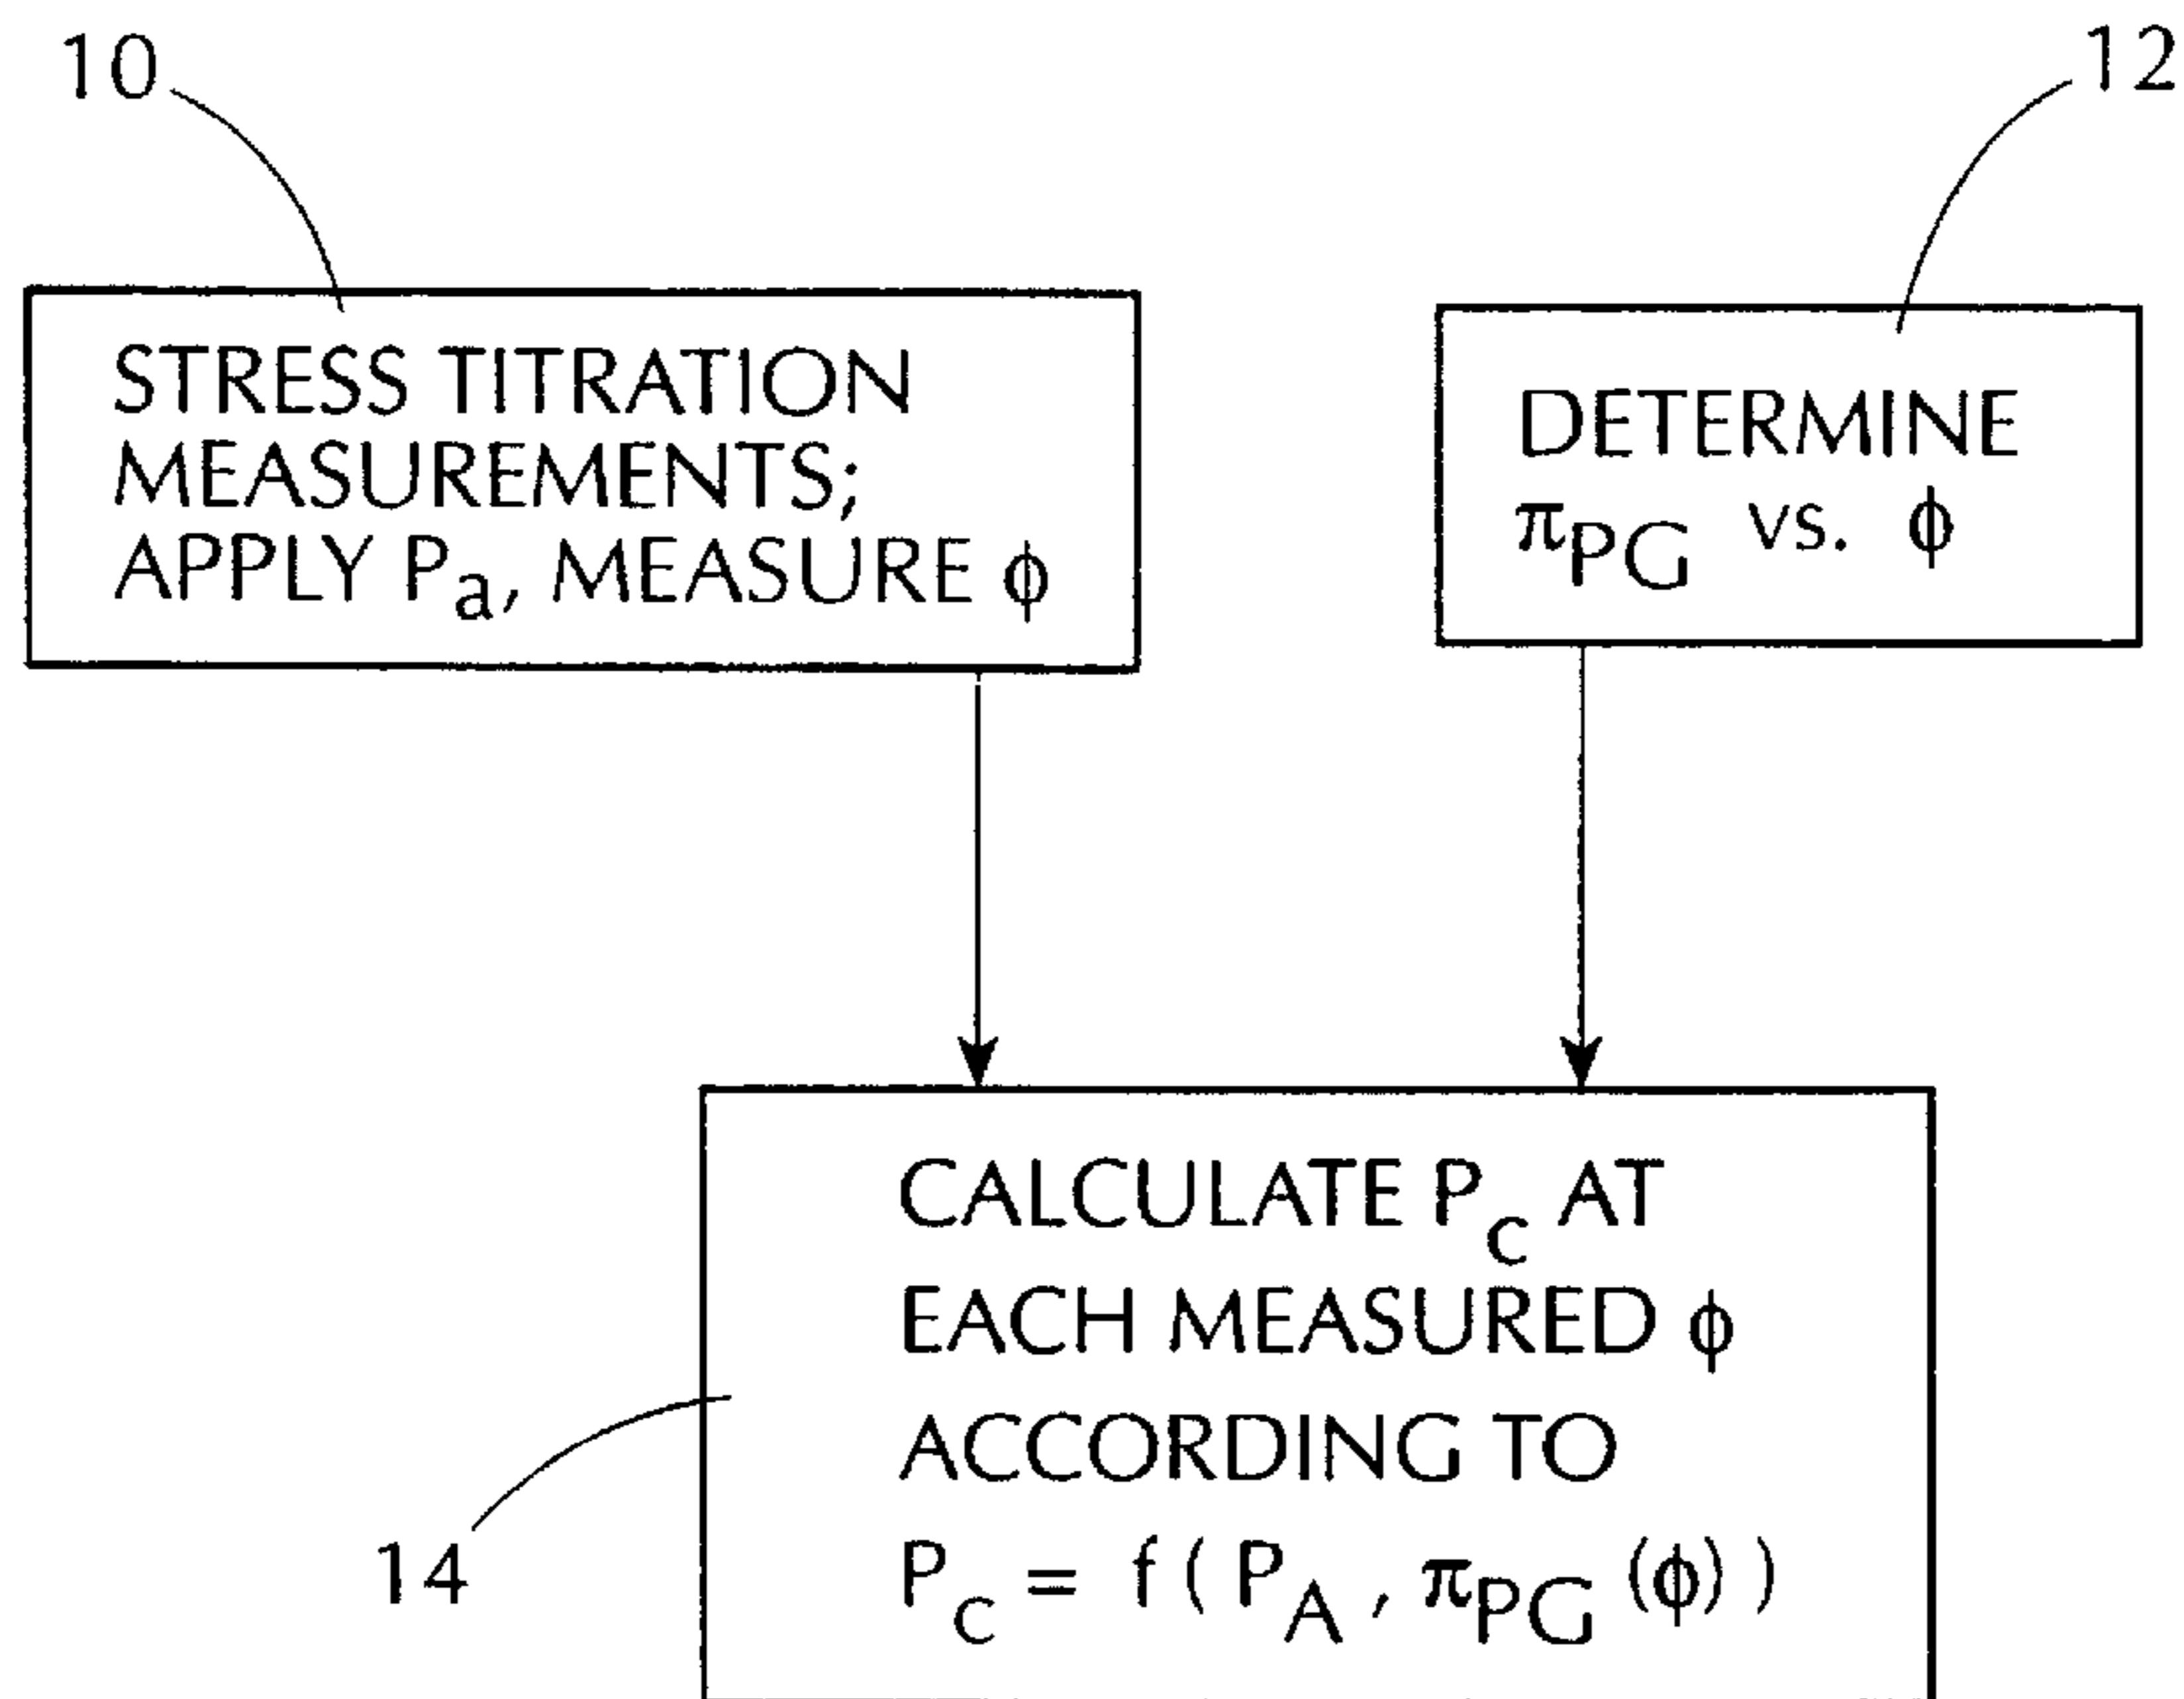 10
12
STRESS TITRATION
MEASUREMENTS;
APPLY Pa, MEASURE ϕ
DETERMINE
πPG vs. ϕ
CALCULATE Pc AT
EACH MEASURED ϕ
ACCORDING TO
Pc = f ( PA , πPG (ϕ) )
14